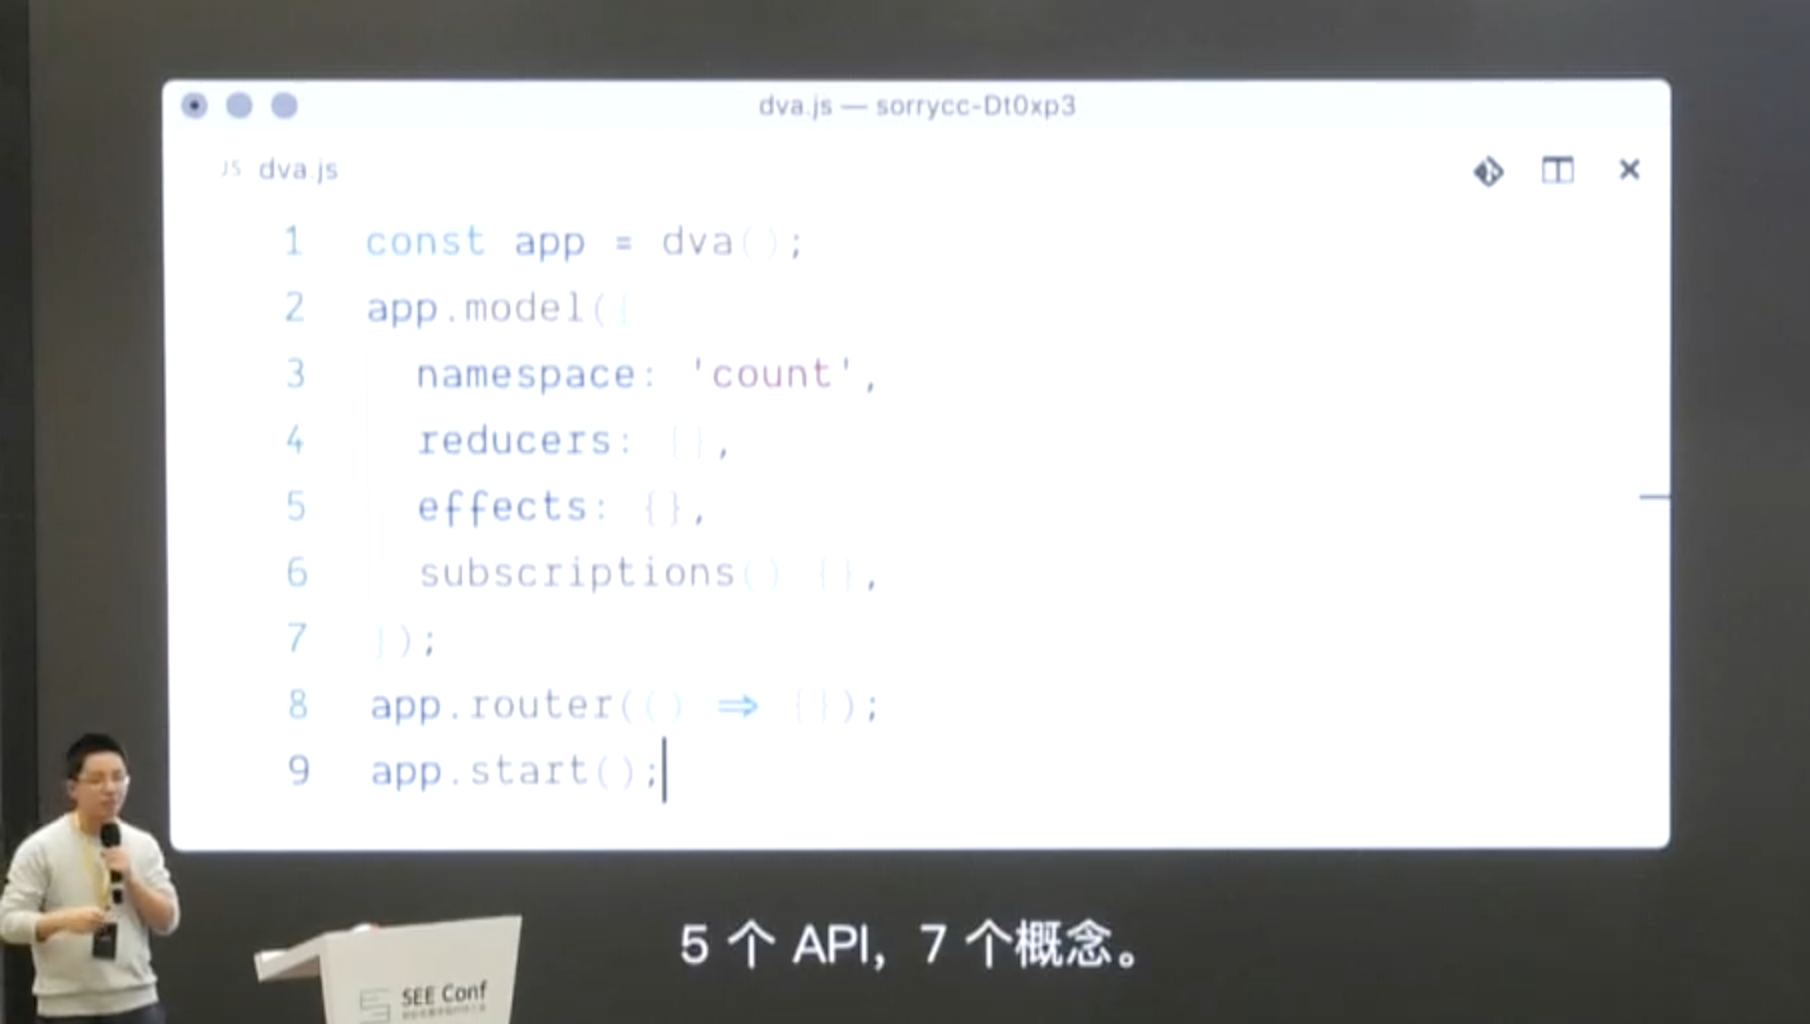 dva.js — sorrycc-Dt0xp3
JS dva.js
1 const app = dva();
2 app.model({
3 namespace: 'count',
4 reducers: {},
5 effects: {},
6 subscriptions() {},
7 });
8 app.router(() => {});
9 app.start();
5 个 API，7 个概念。
SEE Conf